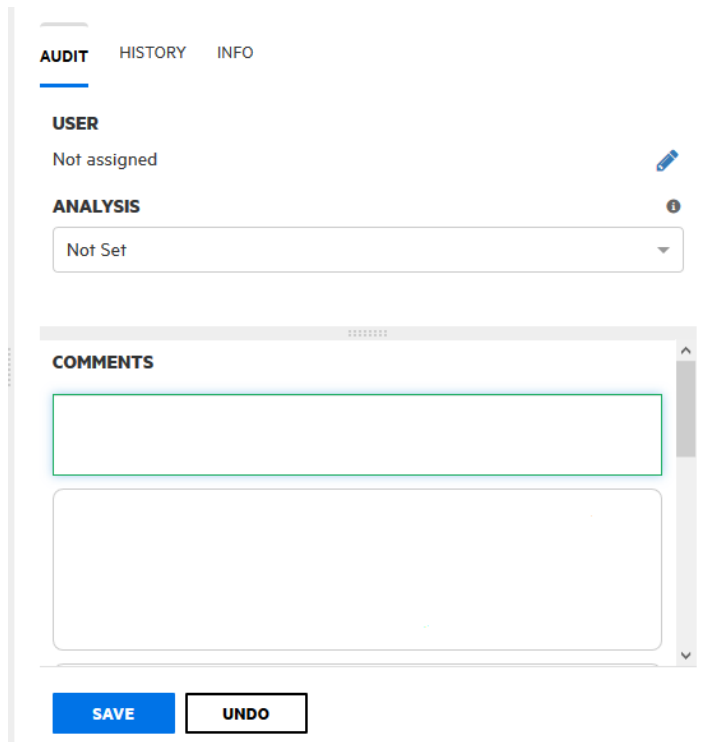 AUDIT HISTORY INFO
USER
Not assigned
ANALYSIS
Not Set
COMMENTS
SAVE UNDO